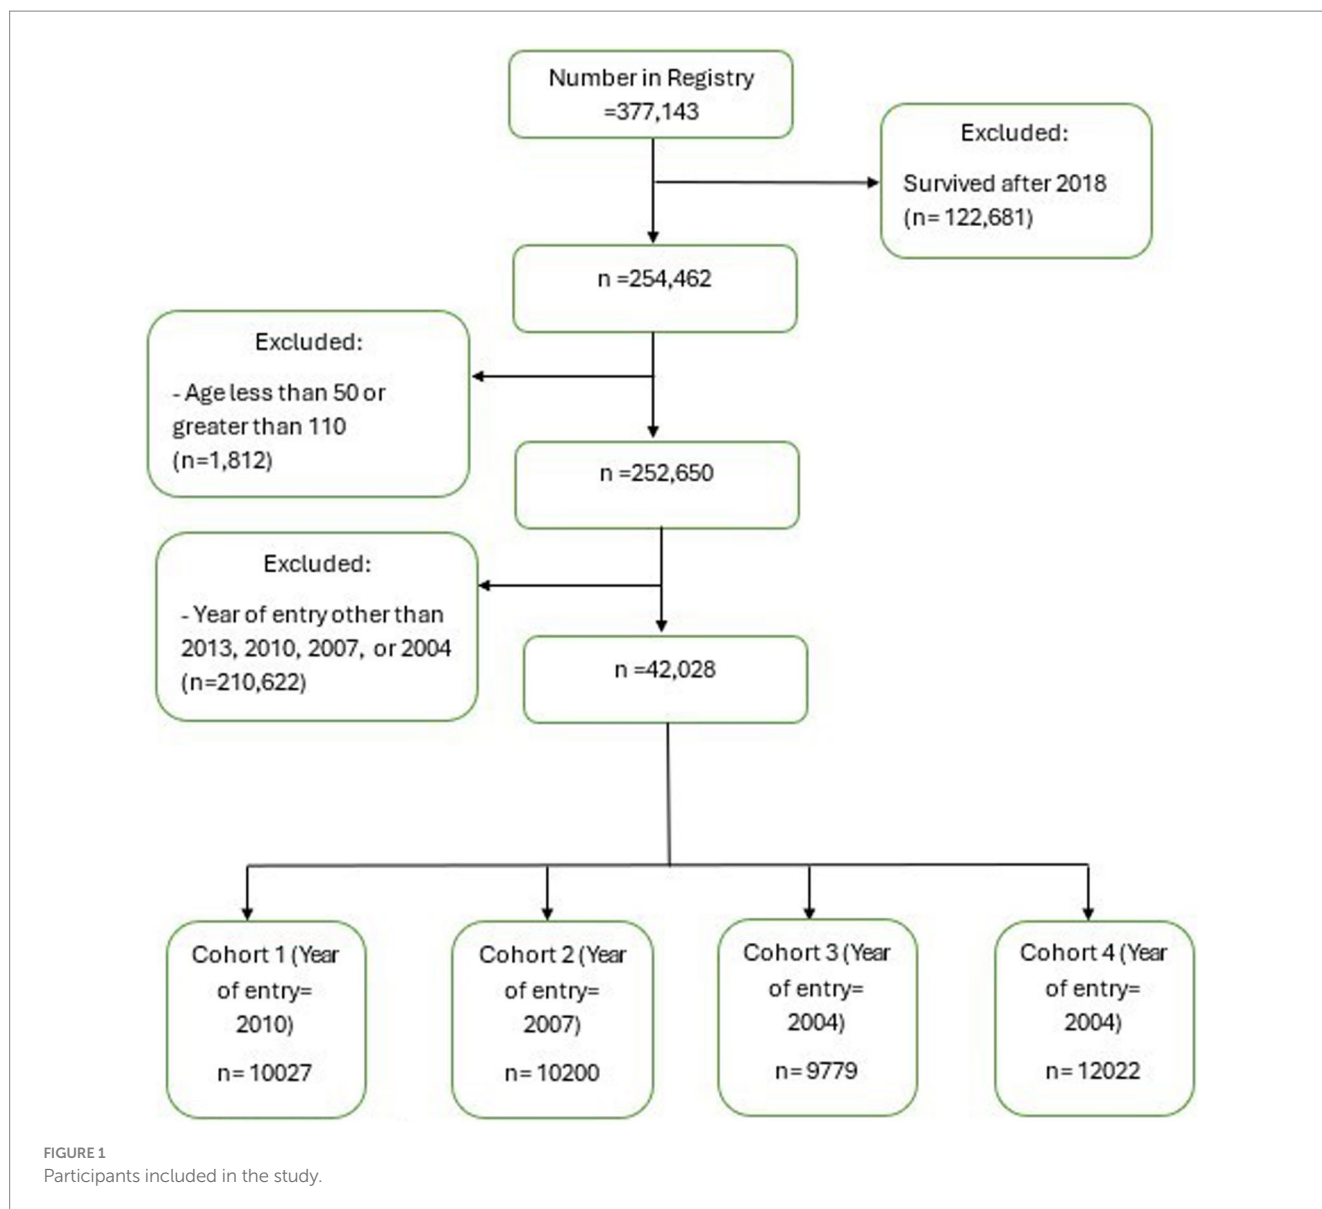 Number in Registry
=377,143
Excluded:
Survived after 2018
(n= 122,681)
n =254,462
Excluded:
- Age less than 50 or
greater than 110
(n=1,812)
n =252,650
Excluded:
- Year of entry other than
2013, 2010, 2007, or 2004
(n=210,622)
n =42,028
Cohort 1 (Year
of entry=
2010)
n= 10027
Cohort 2 (Year
of entry=
2007)
n= 10200
Cohort 3 (Year
of entry=
2004)
n= 9779
Cohort 4 (Year
of entry=
2004)
n= 12022
FIGURE 1
Participants included in the study.